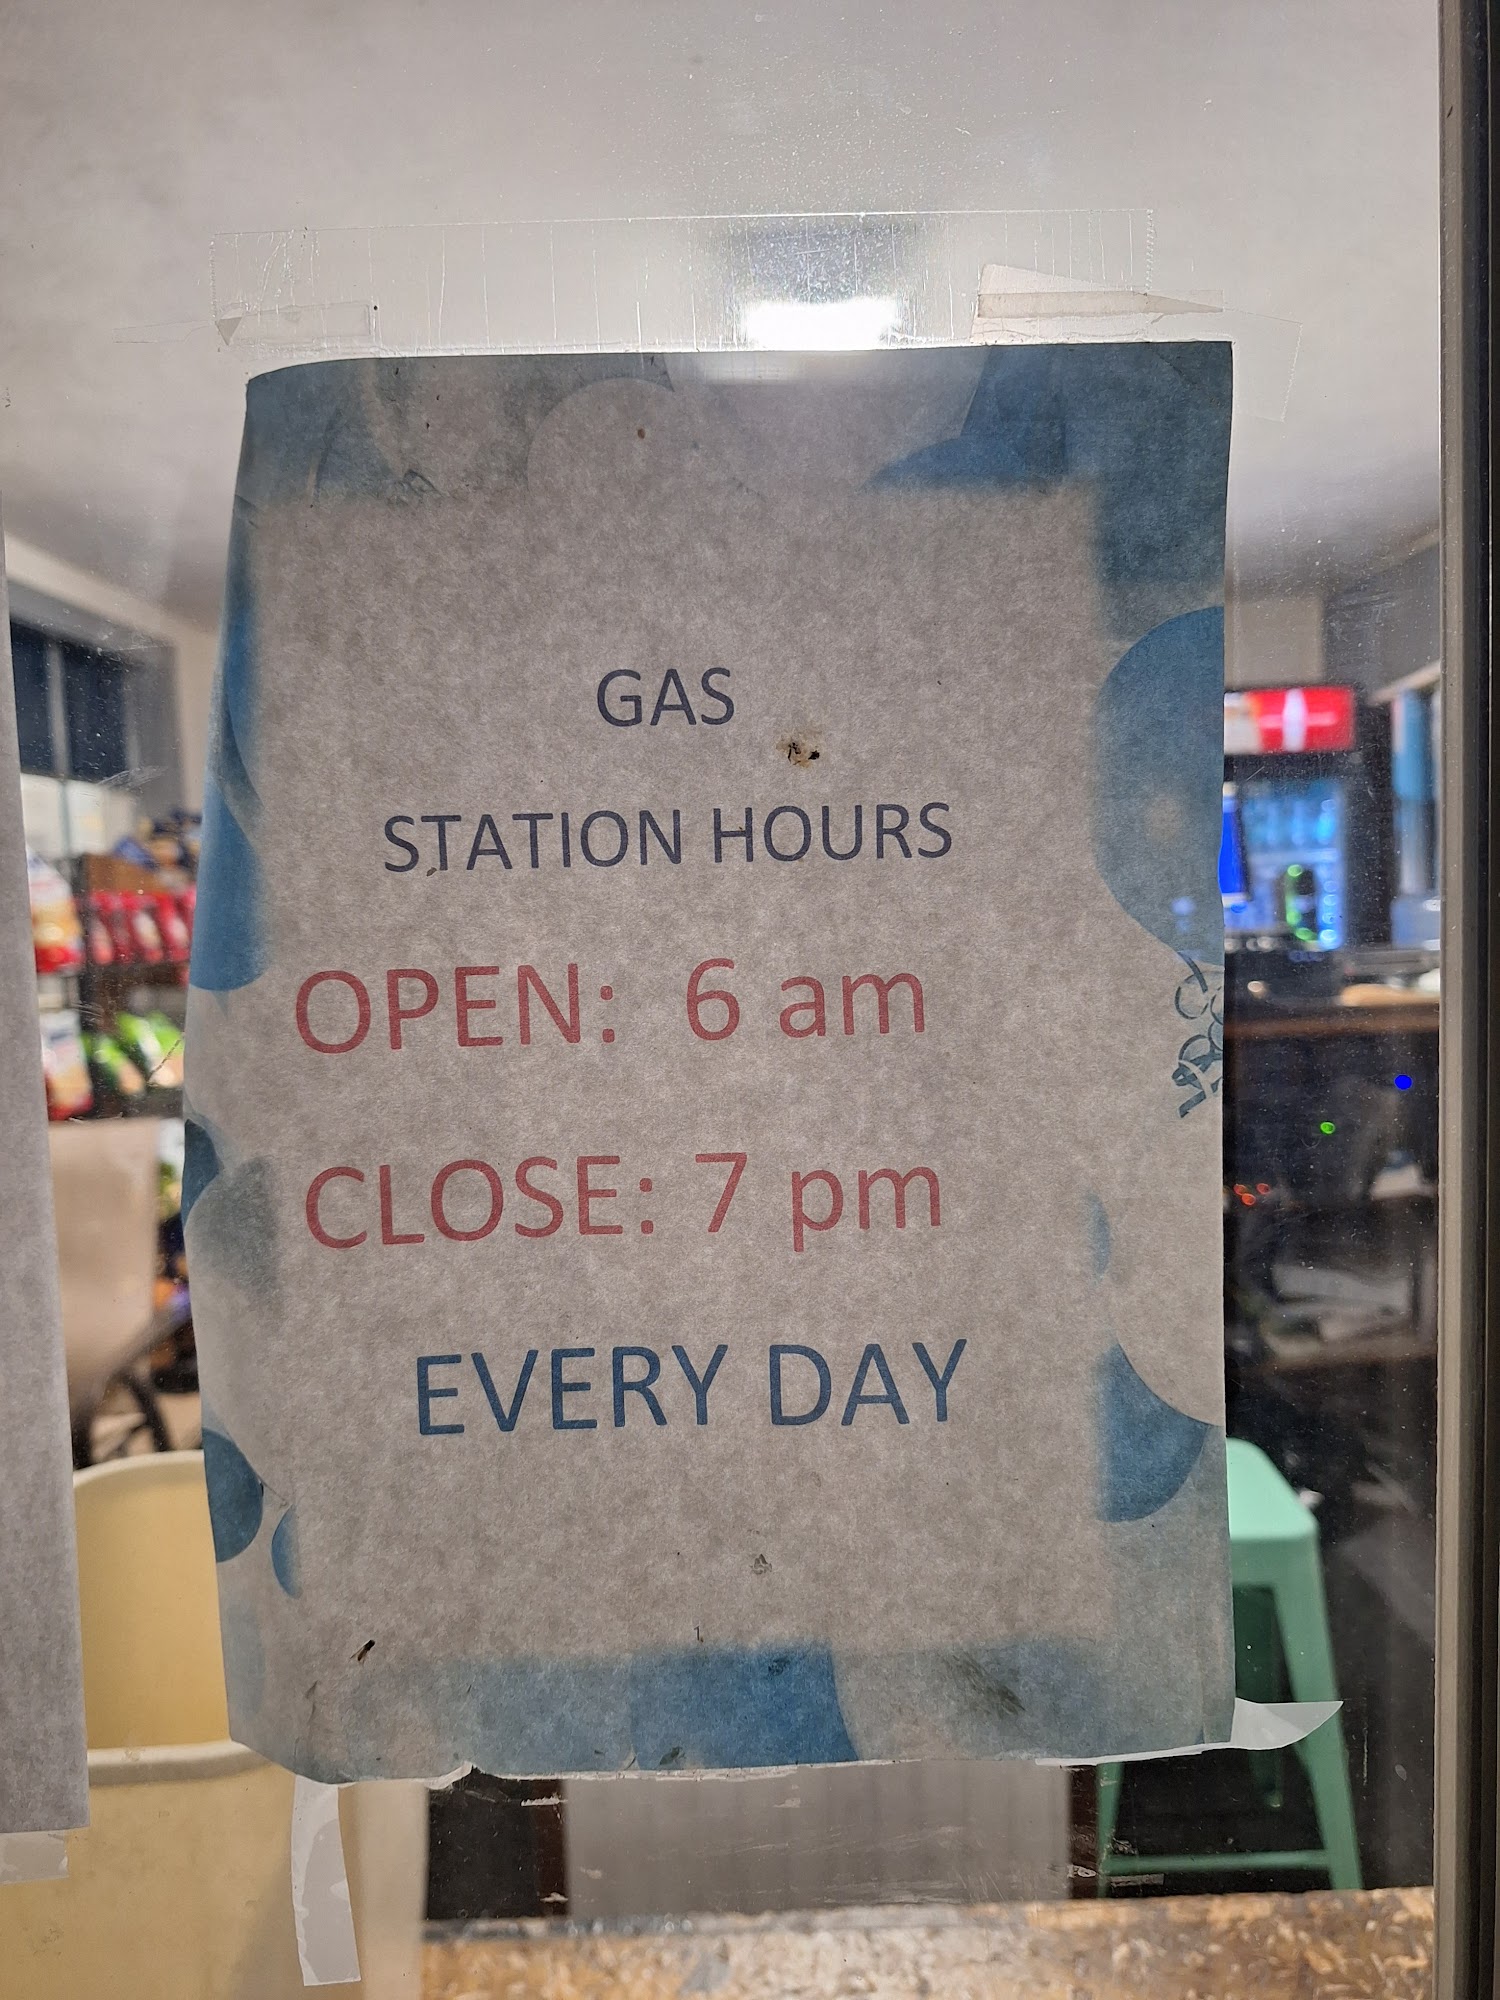 GAS
STATION HOURS
OPEN: 6 am
CLOSE: 7 pm
EVERY DAY